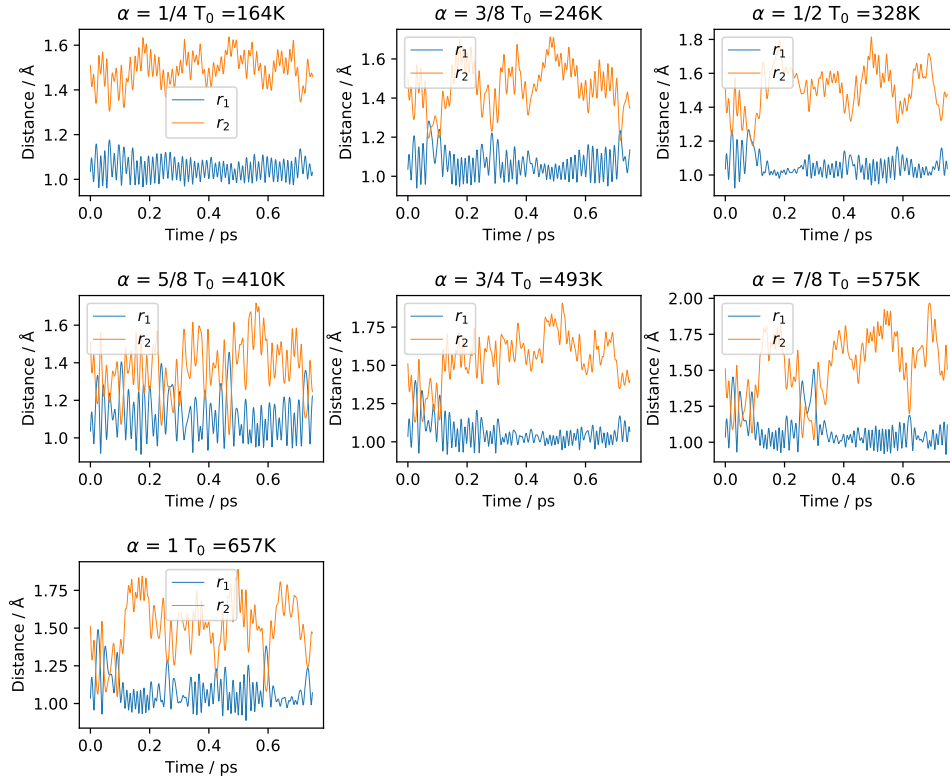 α = 1/4 T₀ =164K
Distance / Å
1.6
1.4
1.2
1.0
r₁
r₂
0.0 0.2 0.4 0.6
Time / ps
α = 3/8 T₀ =246K
Distance / Å
1.6
1.4
1.2
1.0
r₁
r₂
0.0 0.2 0.4 0.6
Time / ps
α = 1/2 T₀ =328K
Distance / Å
1.8
1.6
1.4
1.2
1.0
r₁
r₂
0.0 0.2 0.4 0.6
Time / ps
α = 5/8 T₀ =410K
Distance / Å
1.6
1.4
1.2
1.0
r₁
r₂
0.0 0.2 0.4 0.6
Time / ps
α = 3/4 T₀ =493K
Distance / Å
1.75
1.50
1.25
1.00
r₁
r₂
0.0 0.2 0.4 0.6
Time / ps
α = 7/8 T₀ =575K
Distance / Å
2.00
1.75
1.50
1.25
1.00
r₁
r₂
0.0 0.2 0.4 0.6
Time / ps
α = 1 T₀ =657K
Distance / Å
1.75
1.50
1.25
1.00
r₁
r₂
0.0 0.2 0.4 0.6
Time / ps